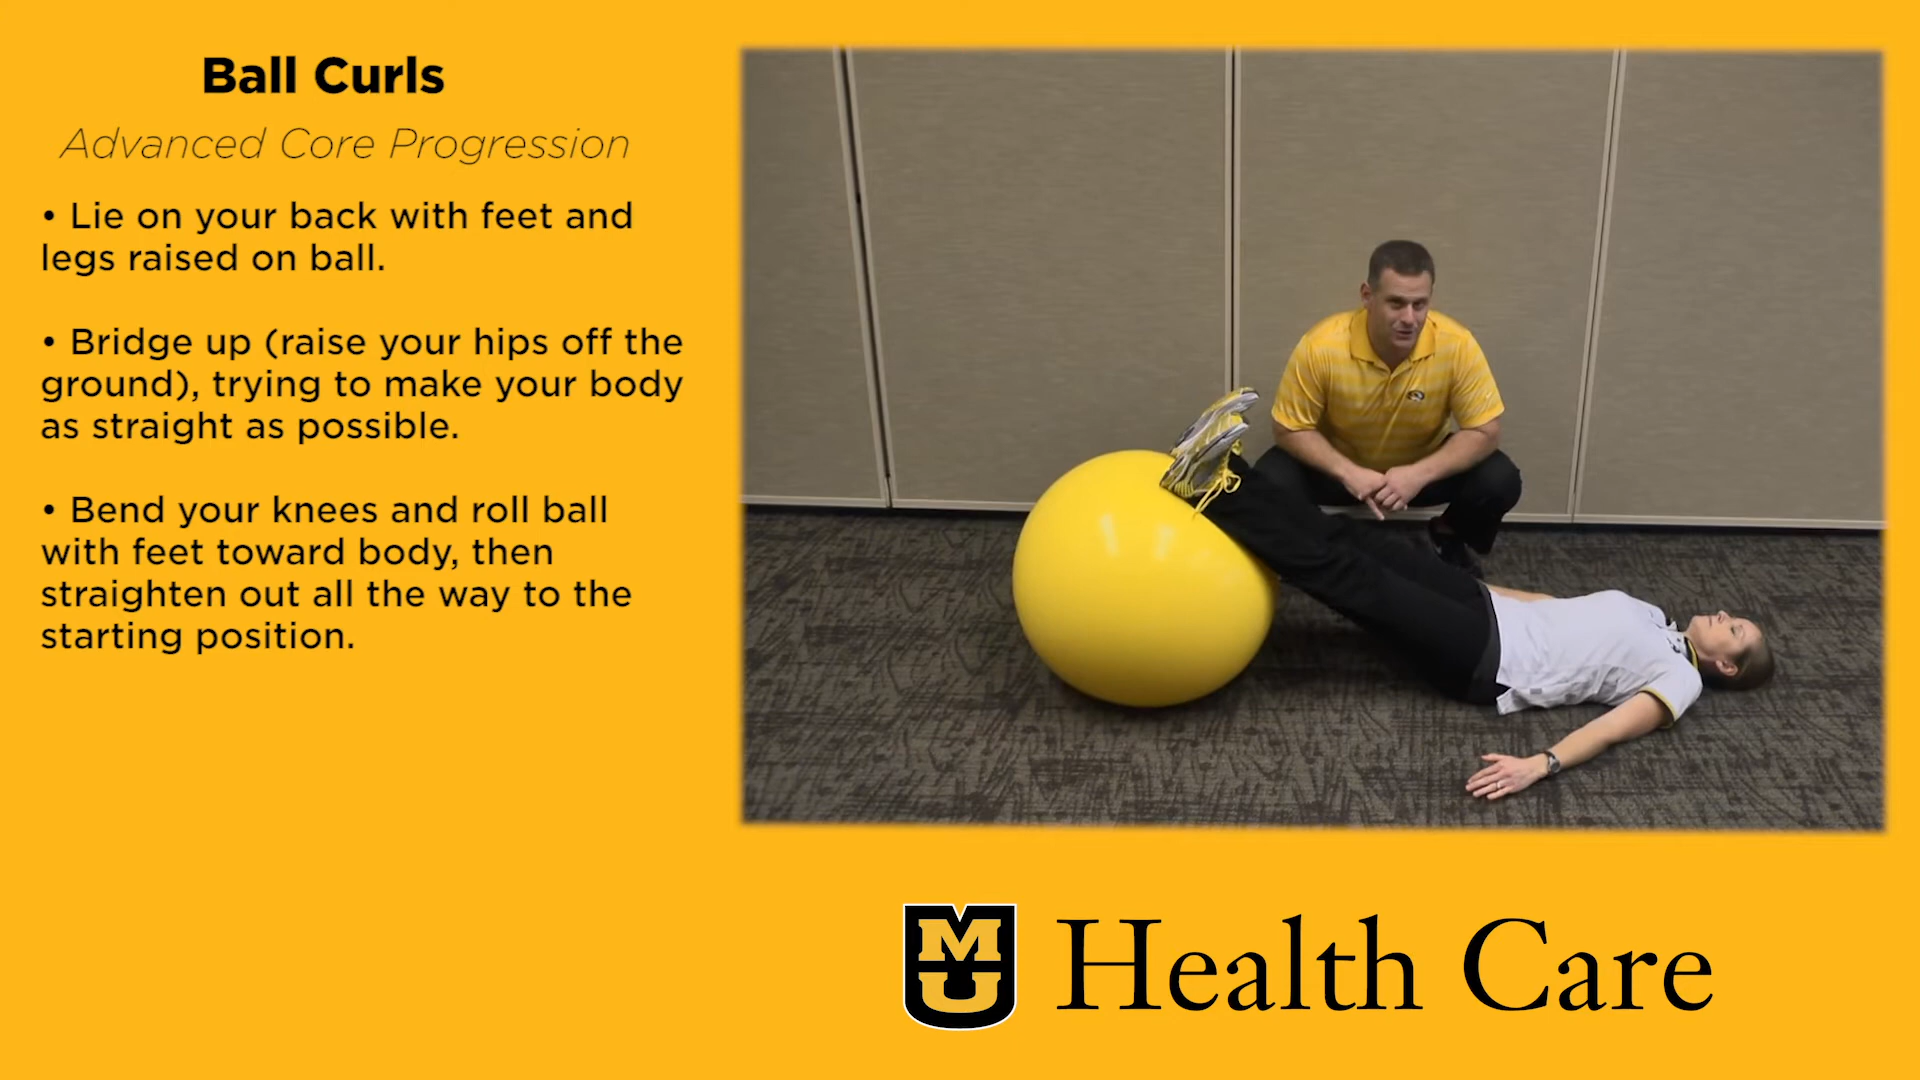 Ball Curls
Advanced Core Progression
• Lie on your back with feet and
legs raised on ball.
• Bridge up (raise your hips off the
ground), trying to make your body
as straight as possible.
• Bend your knees and roll ball
with feet toward body, then
straighten out all the way to the
starting position.
MU Health Care